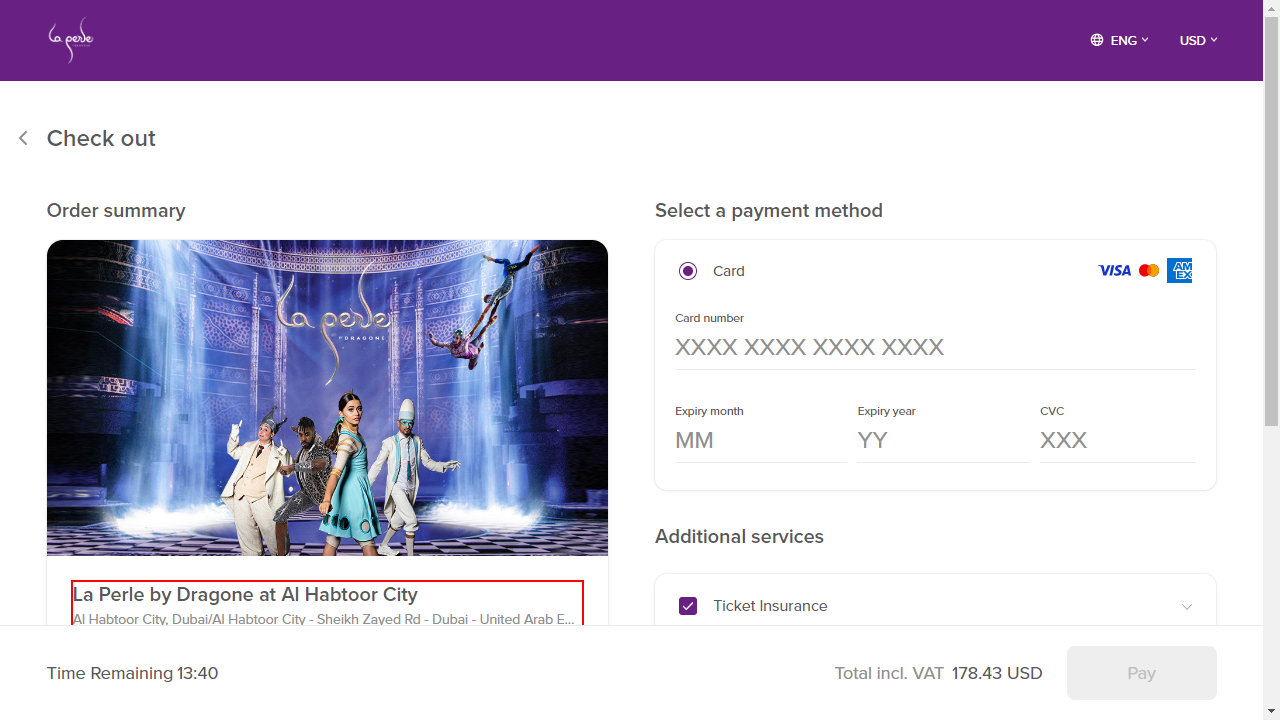 la perle
ENG
USD
Check out
Order summary
Select a payment method
la perle
BY DRAGONE
Card
VISA
AM
EX
Card number
XXXX XXXX XXXX XXXX
Expiry month
Expiry year
CVC
MM
YY
XXX
Additional services
La Perle by Dragone at Al Habtoor City
Al Habtoor City, Dubai/Al Habtoor City - Sheikh Zayed Rd - Dubai - United Arab E...
Ticket Insurance
Time Remaining 13:40
Total incl. VAT 178.43 USD
Pay